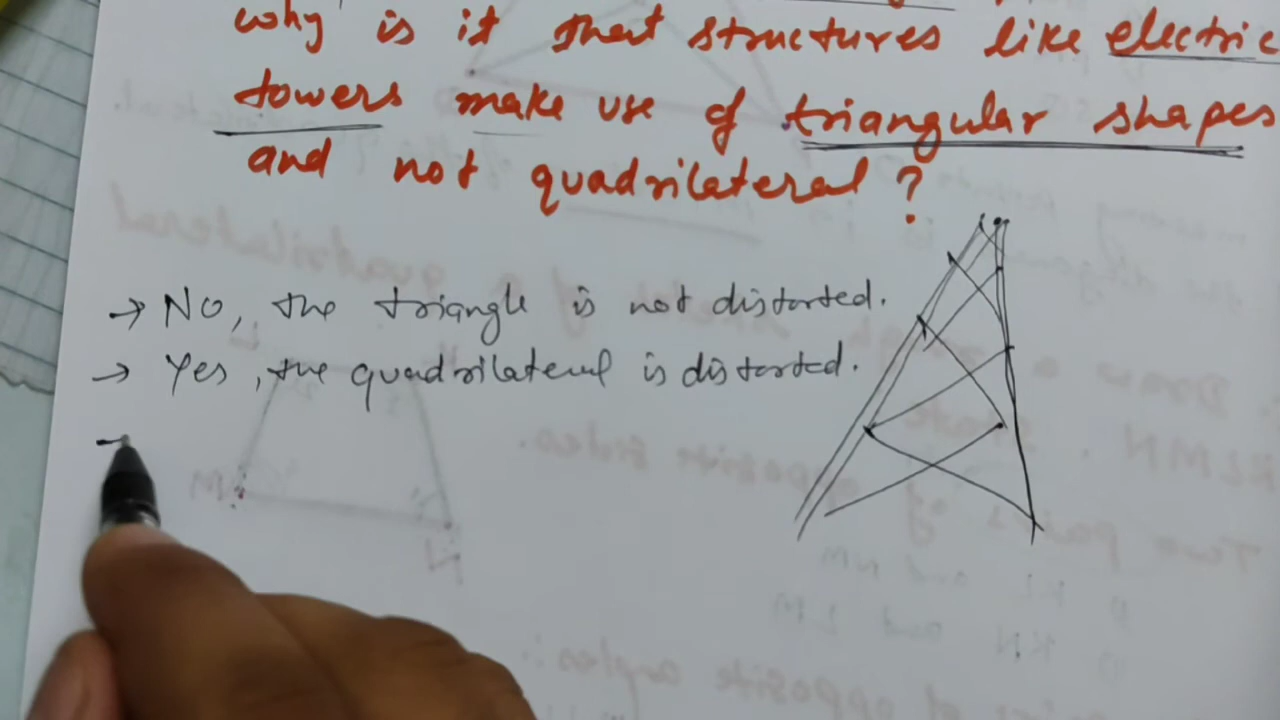 why is it that structures like electric
towers make use of triangular shapes
and not quadrilateral?
→ No, the triangle is not distorted.
→ Yes, the quadrilateral is distorted.